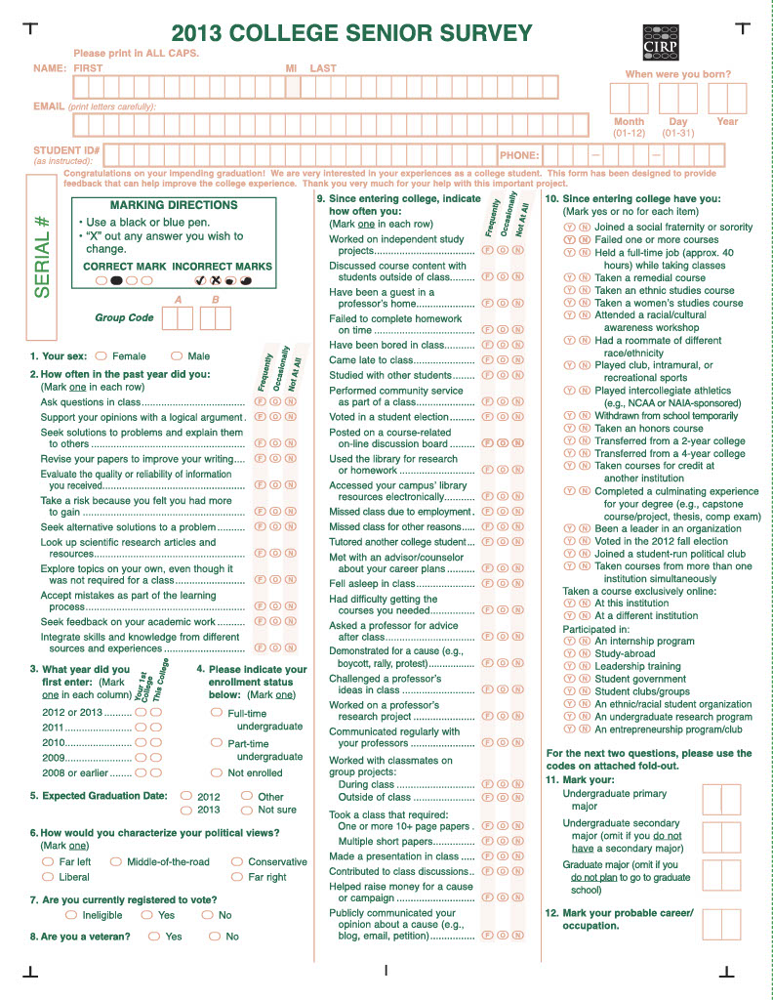 2013 COLLEGE SENIOR SURVEY
CIRP
Please print in ALL CAPS.
NAME: FIRST MI LAST
When were you born?
Month Day Year
(01-12) (01-31)
EMAIL (print letters carefully):
STUDENT ID#
(as instructed):
PHONE: – –
Congratulations on your impending graduation! We are very interested in your experiences as a college student. This form has been designed to provide
feedback that can help improve the college experience. Thank you very much for your help with this important project.
SERIAL #
MARKING DIRECTIONS
• Use a black or blue pen.
• "X" out any answer you wish to
change.
CORRECT MARK INCORRECT MARKS
A B
Group Code
1. Your sex: Female Male
Frequently
Occasionally
Not At All
2. How often in the past year did you:
(Mark one in each row)
Ask questions in class F O N
Support your opinions with a logical argument. F O N
Seek solutions to problems and explain them
to others F O N
Revise your papers to improve your writing F O N
Evaluate the quality or reliability of information
you received F O N
Take a risk because you felt you had more
to gain F O N
Seek alternative solutions to a problem F O N
Look up scientific research articles and
resources F O N
Explore topics on your own, even though it
was not required for a class F O N
Accept mistakes as part of the learning
process F O N
Seek feedback on your academic work F O N
Integrate skills and knowledge from different
sources and experiences F O N
3. What year did you
first enter: (Mark
one in each column)
Your 1st College
This College
2012 or 2013
2011
2010
2009
2008 or earlier
4. Please indicate your
enrollment status
below: (Mark one)
Full-time
undergraduate
Part-time
undergraduate
Not enrolled
5. Expected Graduation Date: 2012 Other
2013 Not sure
6. How would you characterize your political views?
(Mark one)
Far left Middle-of-the-road Conservative
Liberal Far right
7. Are you currently registered to vote?
Ineligible Yes No
8. Are you a veteran? Yes No
9. Since entering college, indicate
how often you:
(Mark one in each row)
Frequently
Occasionally
Not At All
Worked on independent study
projects F O N
Discussed course content with
students outside of class F O N
Have been a guest in a
professor's home F O N
Failed to complete homework
on time F O N
Have been bored in class F O N
Came late to class F O N
Studied with other students F O N
Performed community service
as part of a class F O N
Voted in a student election F O N
Posted on a course-related
on-line discussion board F O N
Used the library for research
or homework F O N
Accessed your campus' library
resources electronically F O N
Missed class due to employment. F O N
Missed class for other reasons F O N
Tutored another college student F O N
Met with an advisor/counselor
about your career plans F O N
Fell asleep in class F O N
Had difficulty getting the
courses you needed F O N
Asked a professor for advice
after class F O N
Demonstrated for a cause (e.g.,
boycott, rally, protest) F O N
Challenged a professor's
ideas in class F O N
Worked on a professor's
research project F O N
Communicated regularly with
your professors F O N
Worked with classmates on
group projects:
During class F O N
Outside of class F O N
Took a class that required:
One or more 10+ page papers . F O N
Multiple short papers F O N
Made a presentation in class F O N
Contributed to class discussions F O N
Helped raise money for a cause
or campaign F O N
Publicly communicated your
opinion about a cause (e.g.,
blog, email, petition) F O N
10. Since entering college have you:
(Mark yes or no for each item)
Y N Joined a social fraternity or sorority
Y N Failed one or more courses
Y N Held a full-time job (approx. 40
hours) while taking classes
Y N Taken a remedial course
Y N Taken an ethnic studies course
Y N Taken a women's studies course
Y N Attended a racial/cultural
awareness workshop
Y N Had a roommate of different
race/ethnicity
Y N Played club, intramural, or
recreational sports
Y N Played intercollegiate athletics
(e.g., NCAA or NAIA-sponsored)
Y N Withdrawn from school temporarily
Y N Taken an honors course
Y N Transferred from a 2-year college
Y N Transferred from a 4-year college
Y N Taken courses for credit at
another institution
Y N Completed a culminating experience
for your degree (e.g., capstone
course/project, thesis, comp exam)
Y N Been a leader in an organization
Y N Voted in the 2012 fall election
Y N Joined a student-run political club
Y N Taken courses from more than one
institution simultaneously
Taken a course exclusively online:
Y N At this institution
Y N At a different institution
Participated in:
Y N An internship program
Y N Study-abroad
Y N Leadership training
Y N Student government
Y N Student clubs/groups
Y N An ethnic/racial student organization
Y N An undergraduate research program
Y N An entrepreneurship program/club
For the next two questions, please use the
codes on attached fold-out.
11. Mark your:
Undergraduate primary
major
Undergraduate secondary
major (omit if you do not
have a secondary major)
Graduate major (omit if you
do not plan to go to graduate
school)
12. Mark your probable career/
occupation.